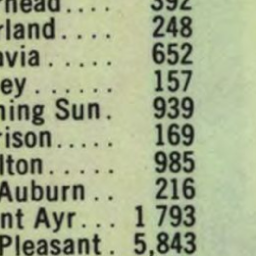 rhead.... 392
rland.... 248
avia..... 652
ey...... 157
ning Sun. 939
rison..... 169
lton..... 985
Auburn .. 216
nt Ayr... 1 793
Pleasant . 5,843